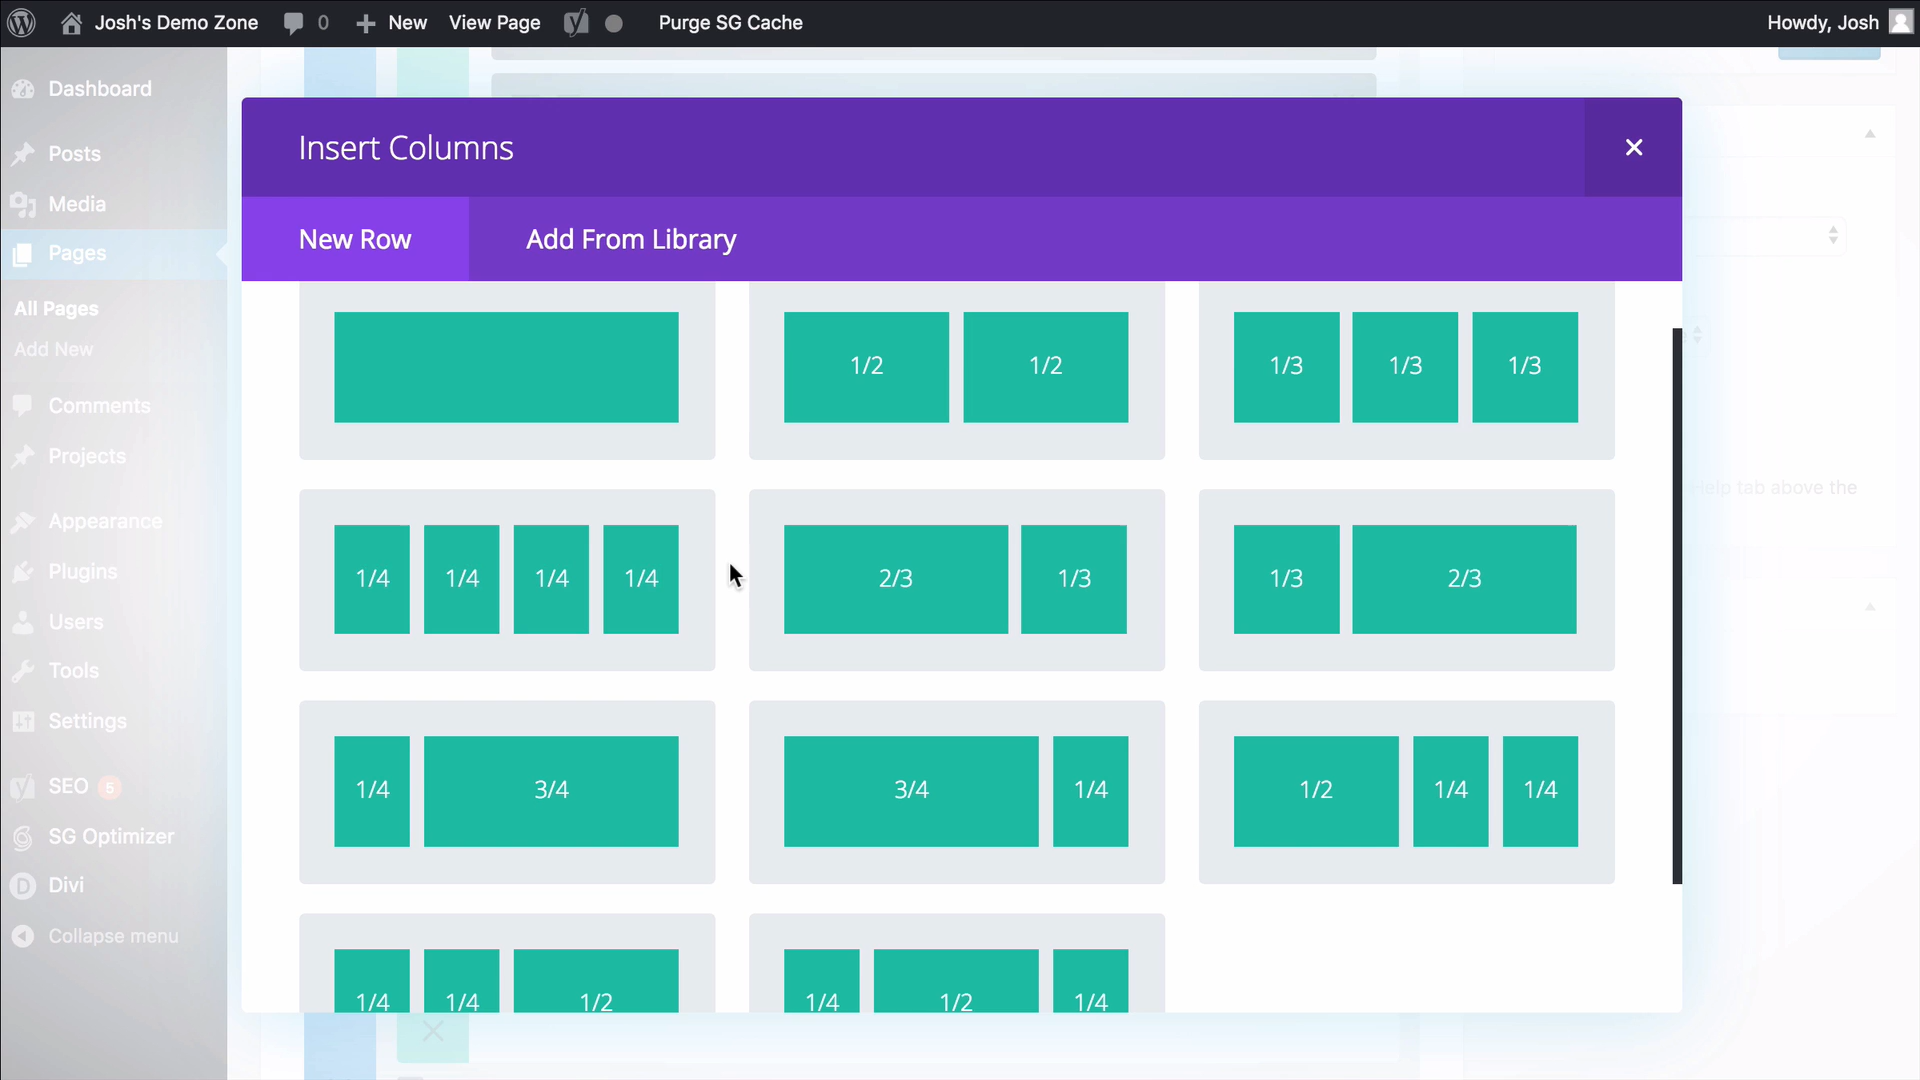 Josh's Demo Zone
0
New
View Page
Purge SG Cache
Howdy, Josh
Dashboard
Posts
Media
Pages
All Pages
Add New
Comments
Projects
Appearance
Plugins
Users
Tools
Settings
SEO 5
SG Optimizer
Divi
Collapse menu
Insert Columns
New Row
Add From Library
1/2 1/2
1/3 1/3 1/3
1/4 1/4 1/4 1/4
2/3 1/3
1/3 2/3
1/4 3/4
3/4 1/4
1/2 1/4 1/4
1/4 1/4 1/2
1/4 1/2 1/4
Help tab above the